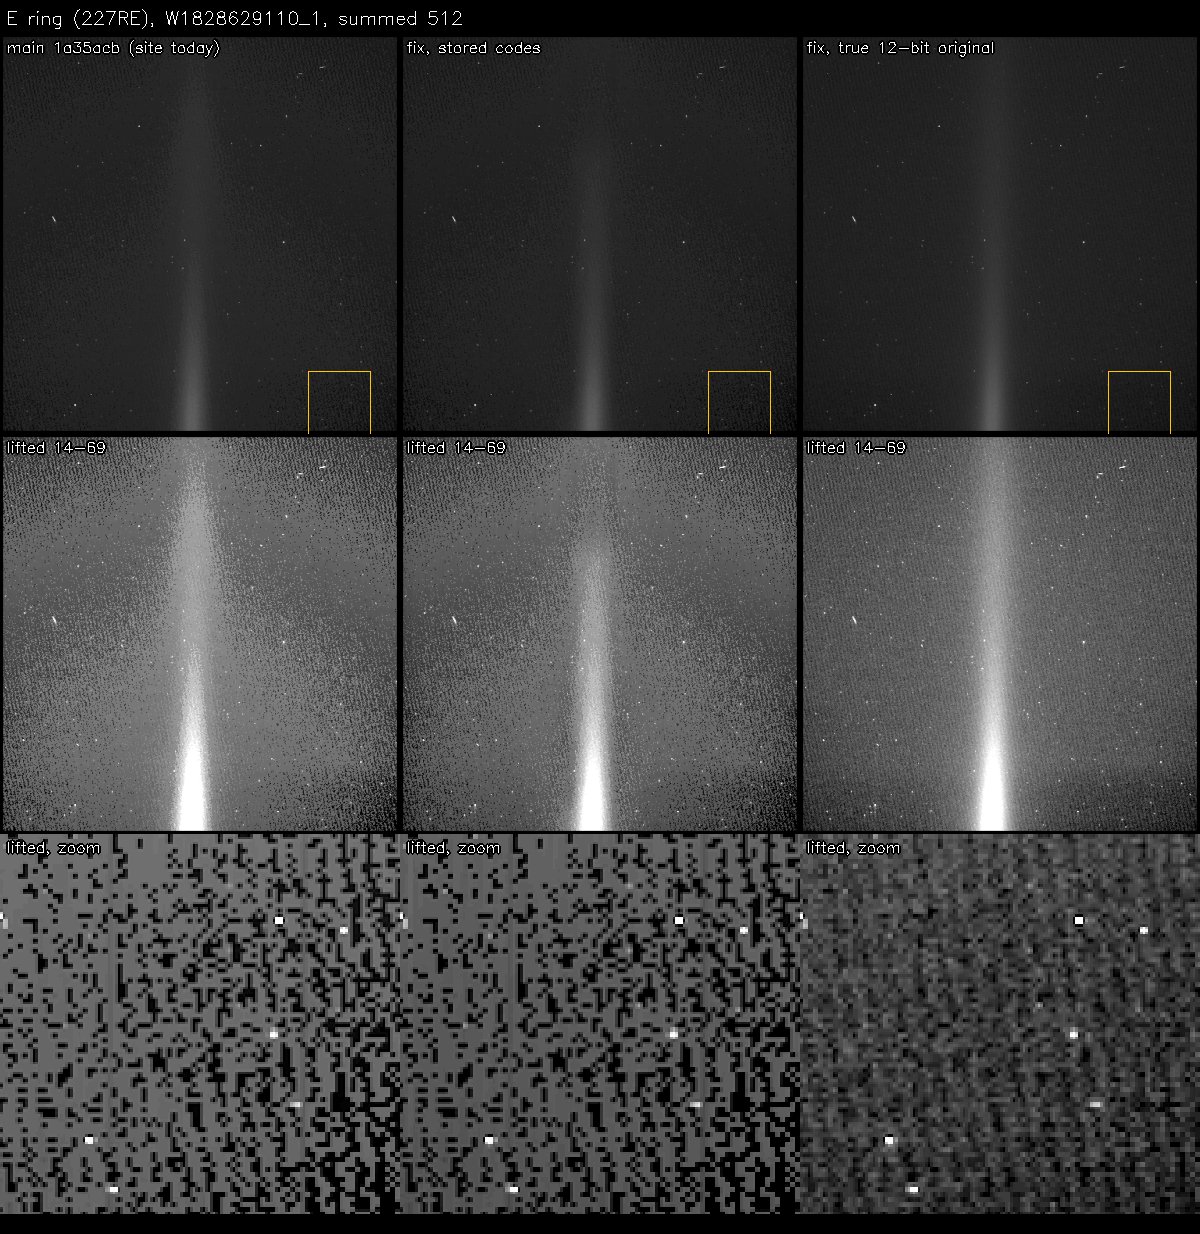 E ring (227RE), W1828629110_1, summed 512
main 1a35acb (site today)
fix, stored codes
fix, true 12-bit original
lifted 14-69
lifted 14-69
lifted 14-69
lifted, zoom
lifted, zoom
lifted, zoom